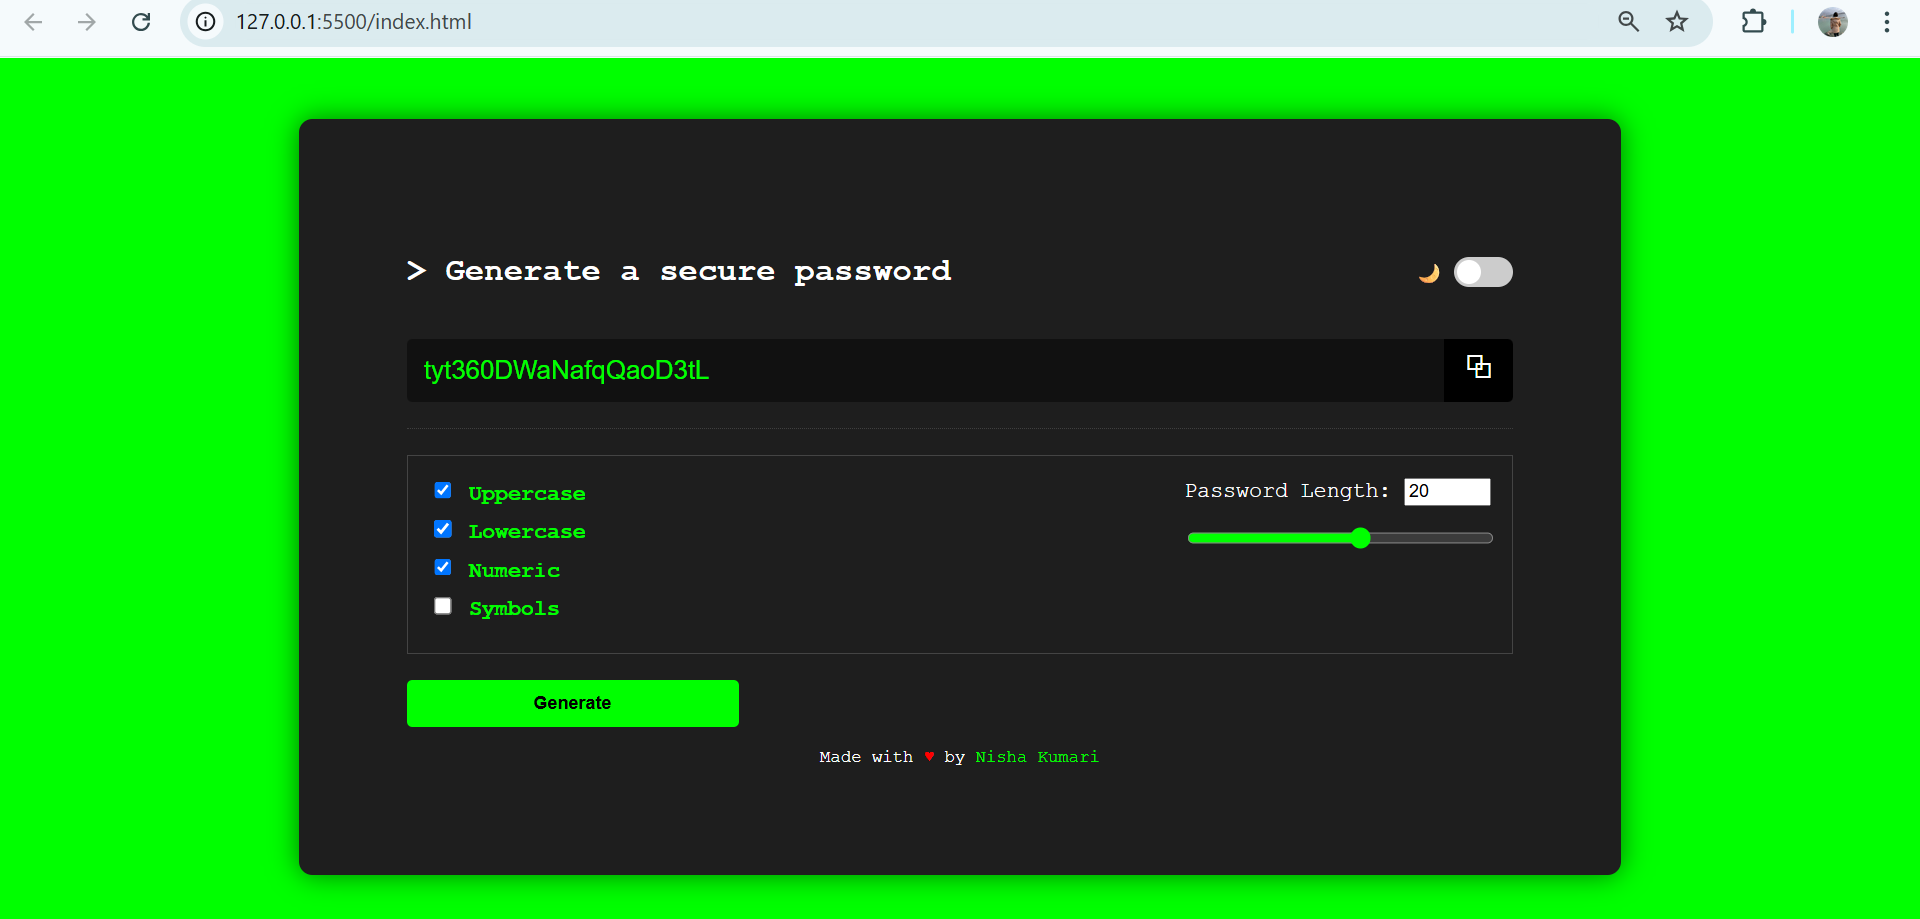 127.0.0.1:5500/index.html
> Generate a secure password
tyt360DWaNafqQaoD3tL
Uppercase
Password Length: 20
Lowercase
Numeric
Symbols
Generate
Made with ♥ by Nisha Kumari